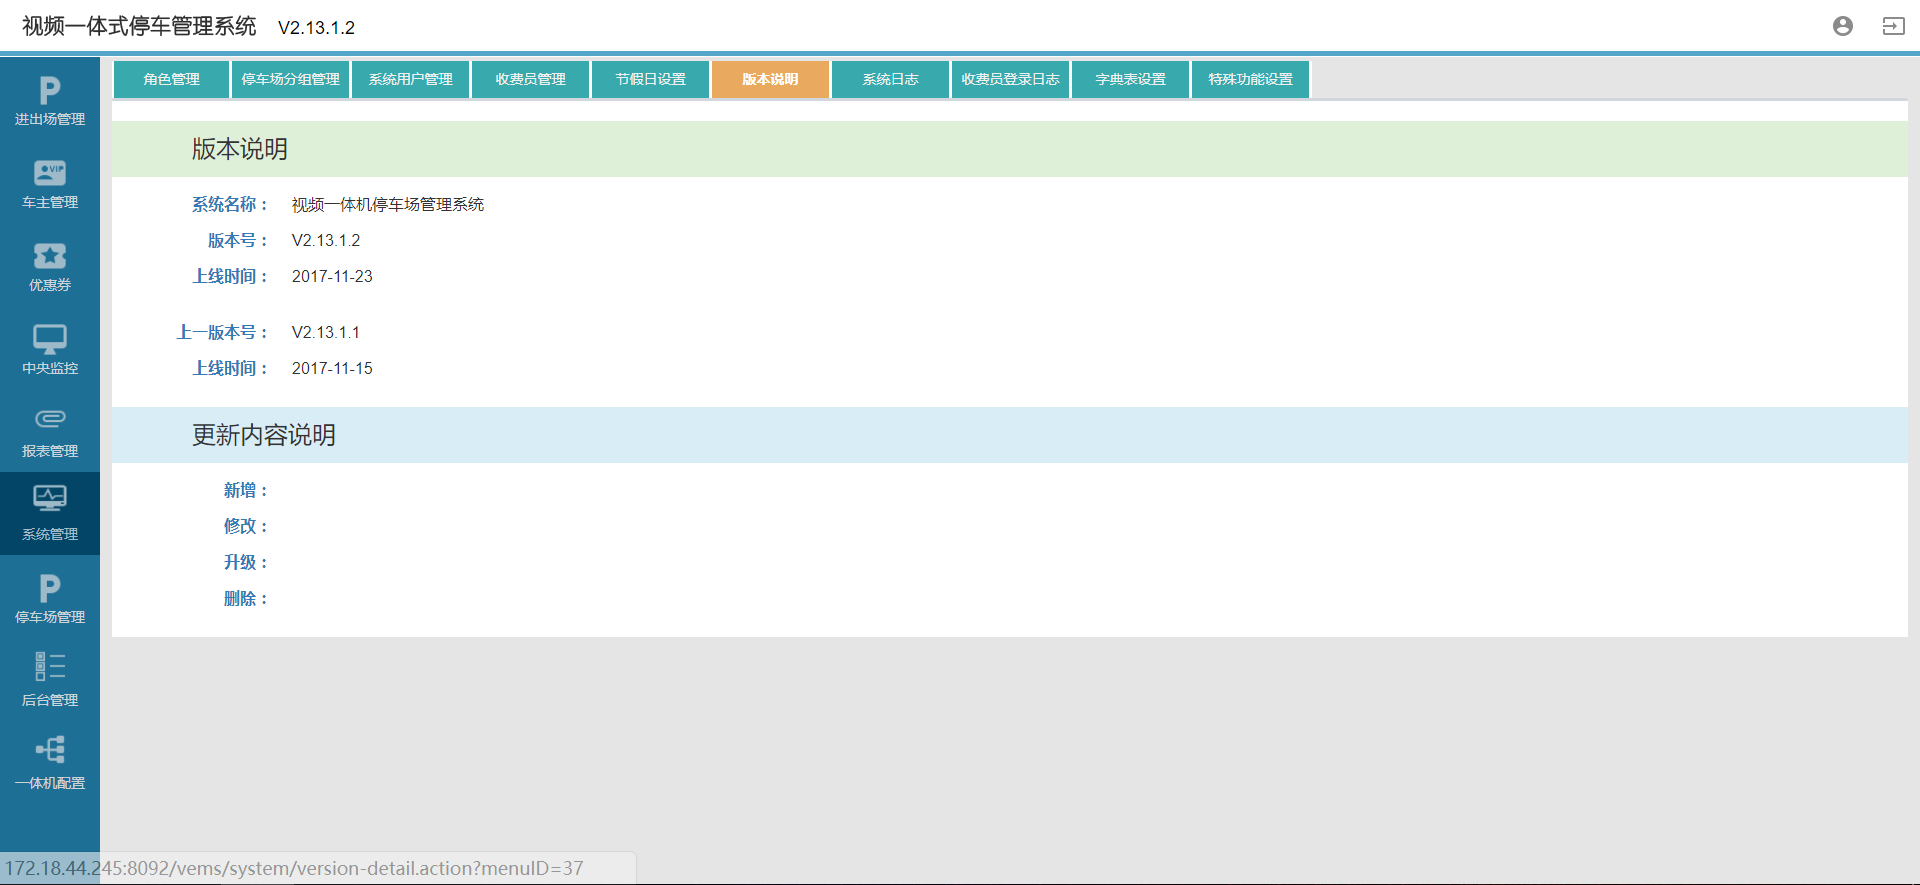 视频一体式停车管理系统 V2.13.1.2
角色管理 停车场分组管理 系统用户管理 收费员管理 节假日设置 版本说明 系统日志 收费员登录日志 字典表设置 特殊功能设置
P
进出场管理
VIP
车主管理
优惠券
中央监控
报表管理
系统管理
P
停车场管理
后台管理
一体机配置
版本说明
系统名称： 视频一体机停车场管理系统
版本号： V2.13.1.2
上线时间： 2017-11-23
上一版本号： V2.13.1.1
上线时间： 2017-11-15
更新内容说明
新增：
修改：
升级：
删除：
172.18.44.245:8092/vems/system/version-detail.action?menuID=37